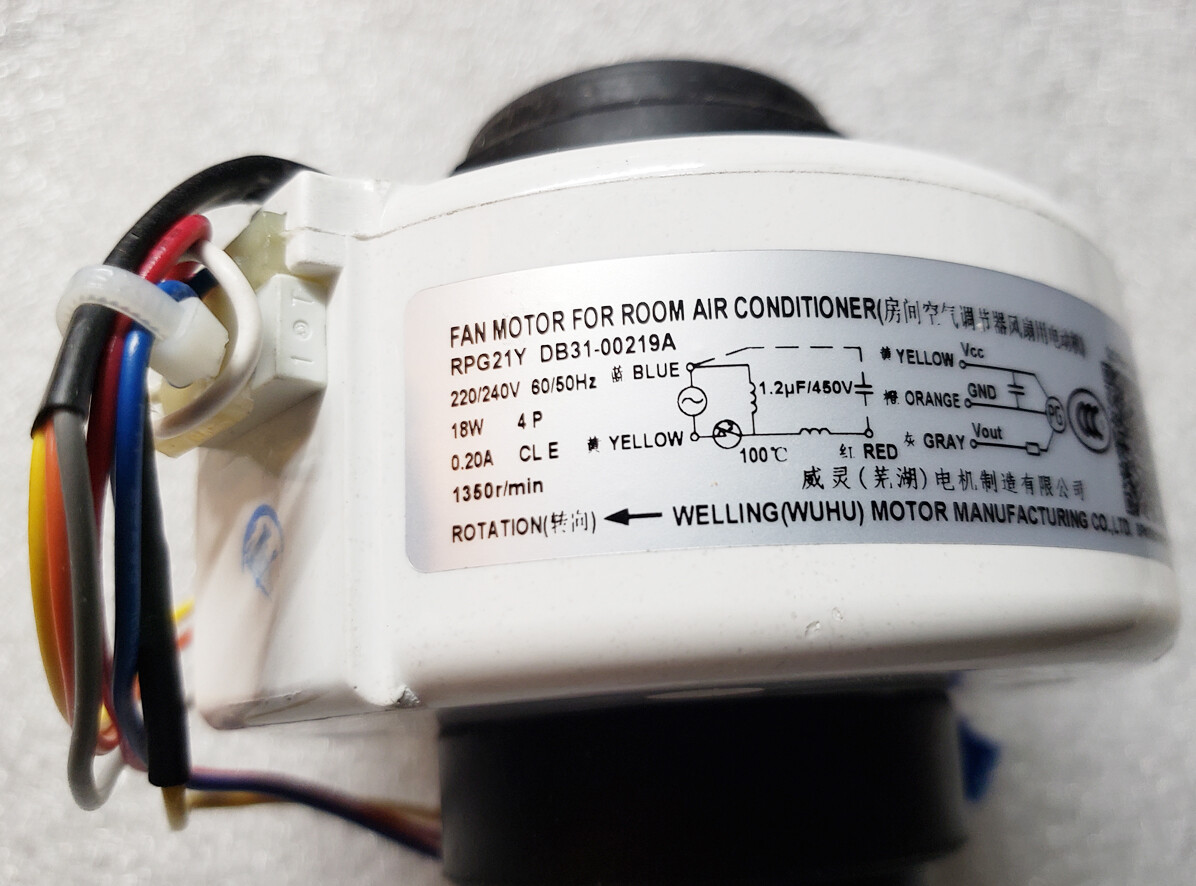 FAN MOTOR FOR ROOM AIR CONDITIONER(房间空气调节器风扇用电动机)
RPG21Y DB31-00219A
220/240V 60/50Hz
18W 4 P
0.20A CL E
1350r/min
ROTATION(转向)
蓝 BLUE
黄 YELLOW
1.2μF/450V
100℃
红 RED
黄 YELLOW Vcc
橙 ORANGE GND
灰 GRAY Vout
PG
CCC
威灵(芜湖)电机制造有限公司
WELLING(WUHU) MOTOR MANUFACTURING CO.,LTD.